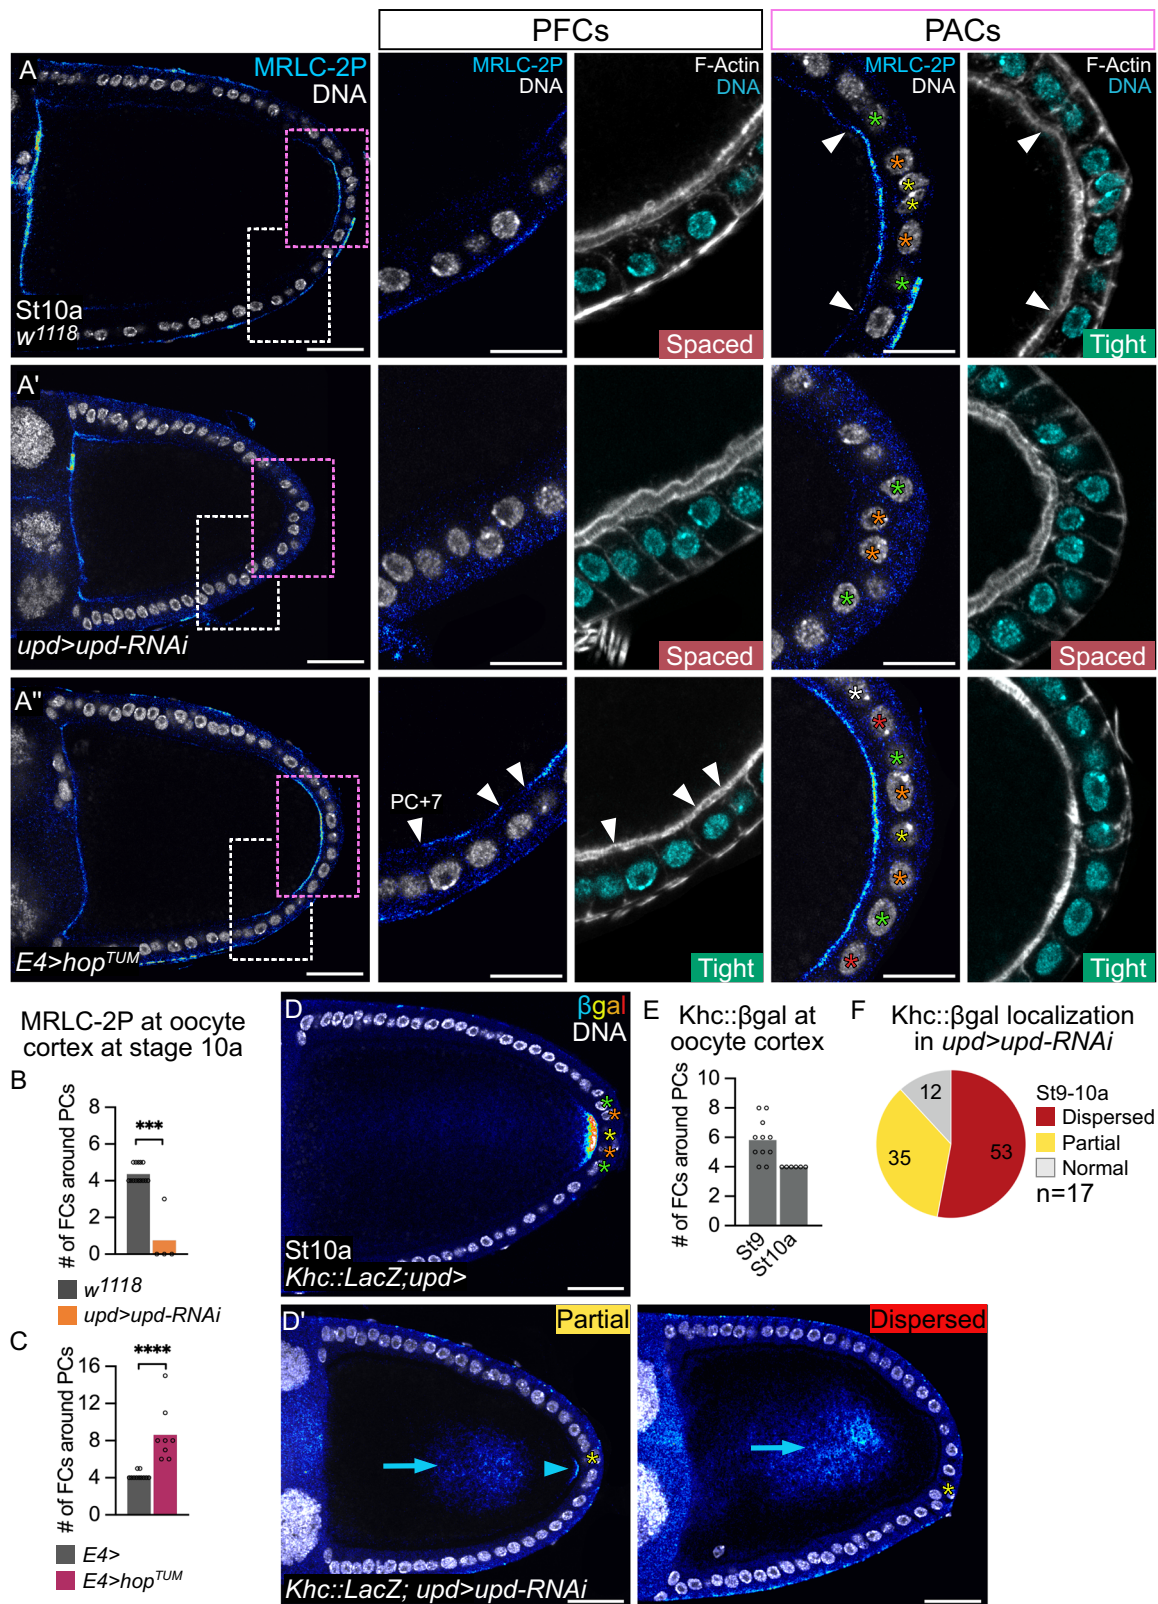 PFCs
PACs
A
MRLC-2P
DNA
St10a
w1118
MRLC-2P
DNA
F-Actin
DNA
Spaced
MRLC-2P
DNA
F-Actin
DNA
Tight
A'
upd>upd-RNAi
Spaced
Spaced
A''
E4>hopTUM
PC+7
Tight
Tight
MRLC-2P at oocyte
cortex at stage 10a
B
# of FCs around PCs
8
6
4
2
0
***
w1118
upd>upd-RNAi
C
# of FCs around PCs
16
12
8
4
0
****
E4>
E4>hopTUM
D
βgal
DNA
St10a
Khc::LacZ;upd>
E
Khc::βgal at
oocyte cortex
# of FCs around PCs
10
8
6
4
2
0
St9
St10a
F
Khc::βgal localization
in upd>upd-RNAi
12
35
53
St9-10a
Dispersed
Partial
Normal
n=17
D'
Partial
Khc::LacZ; upd>upd-RNAi
Dispersed